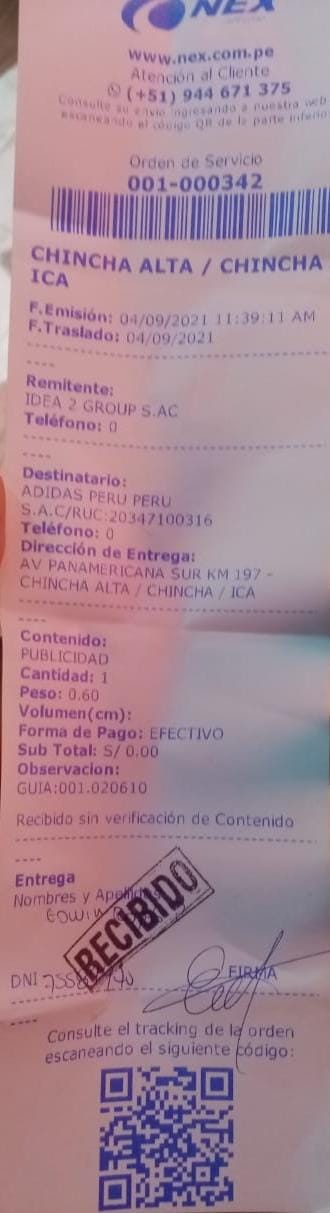 NEX
www.nex.com.pe
Atención al Cliente
(+51) 944 671 375
Consulte su envio ingresando a nuestra web
escaneando el código QR de la parte inferio
Orden de Servicio
001-000342
CHINCHA ALTA / CHINCHA
ICA
F.Emisión: 04/09/2021 11:39:11 AM
F.Traslado: 04/09/2021
----
Remitente:
IDEA 2 GROUP S.AC
Teléfono: 0
----
Destinatario:
ADIDAS PERU PERU
S.A.C/RUC:20347100316
Teléfono: 0
Dirección de Entrega:
AV PANAMERICANA SUR KM 197 -
CHINCHA ALTA / CHINCHA / ICA
----
Contenido:
PUBLICIDAD
Cantidad: 1
Peso: 0.60
Volumen(cm):
Forma de Pago: EFECTIVO
Sub Total: S/ 0.00
Observacion:
GUIA:001.020610
Recibido sin verificación de Contenido
----
Entrega
Nombres y Apellidos
EDWIN
RECIBIDO
DNI
FIRMA
----
Consulte el tracking de la orden
escaneando el siguiente código: